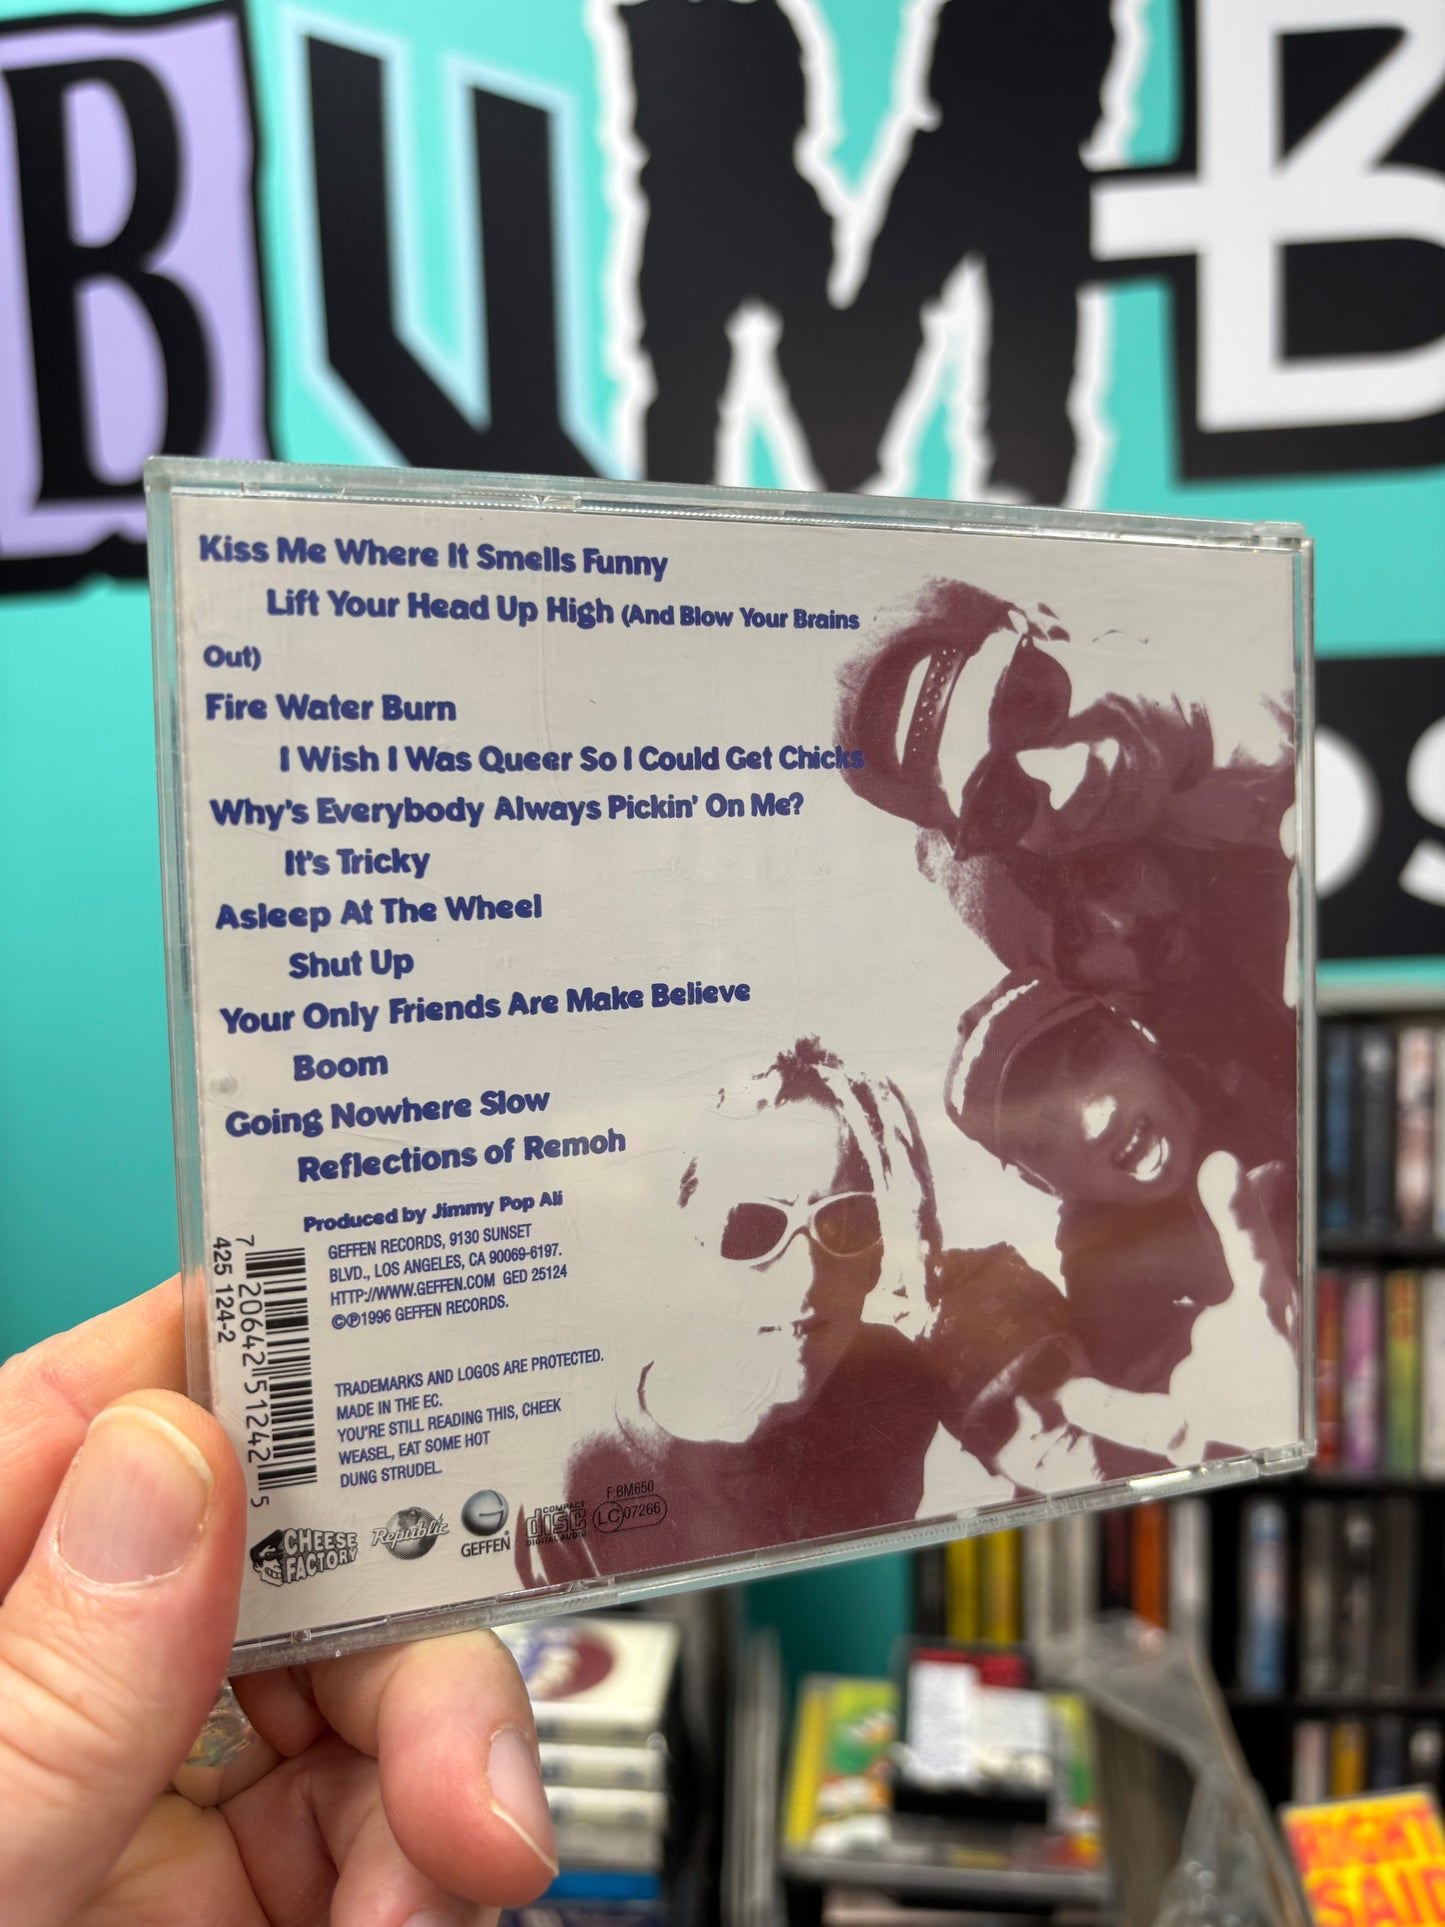 BUMB
Kiss Me Where It Smells Funny
Lift Your Head Up High (And Blow Your Brains
Out)
Fire Water Burn
I Wish I Was Queer So I Could Get Chicks
Why's Everybody Always Pickin' On Me?
It's Tricky
Asleep At The Wheel
Shut Up
Your Only Friends Are Make Believe
Boom
Going Nowhere Slow
Reflections of Remoh
Produced by Jimmy Pop Ali
GEFFEN RECORDS, 9130 SUNSET
BLVD., LOS ANGELES, CA 90069-6197.
HTTP://WWW.GEFFEN.COM GED 25124
©℗1996 GEFFEN RECORDS.
TRADEMARKS AND LOGOS ARE PROTECTED.
MADE IN THE EC.
YOU'RE STILL READING THIS, CHEEK
WEASEL, EAT SOME HOT
DUNG STRUDEL.
7 20642 51242 5
425 124-2
CHEESE
FACTORY
Republic
GEFFEN
COMPACT
disc
DIGITAL AUDIO
F:BM650
LC 07266
RIGHT
SAID